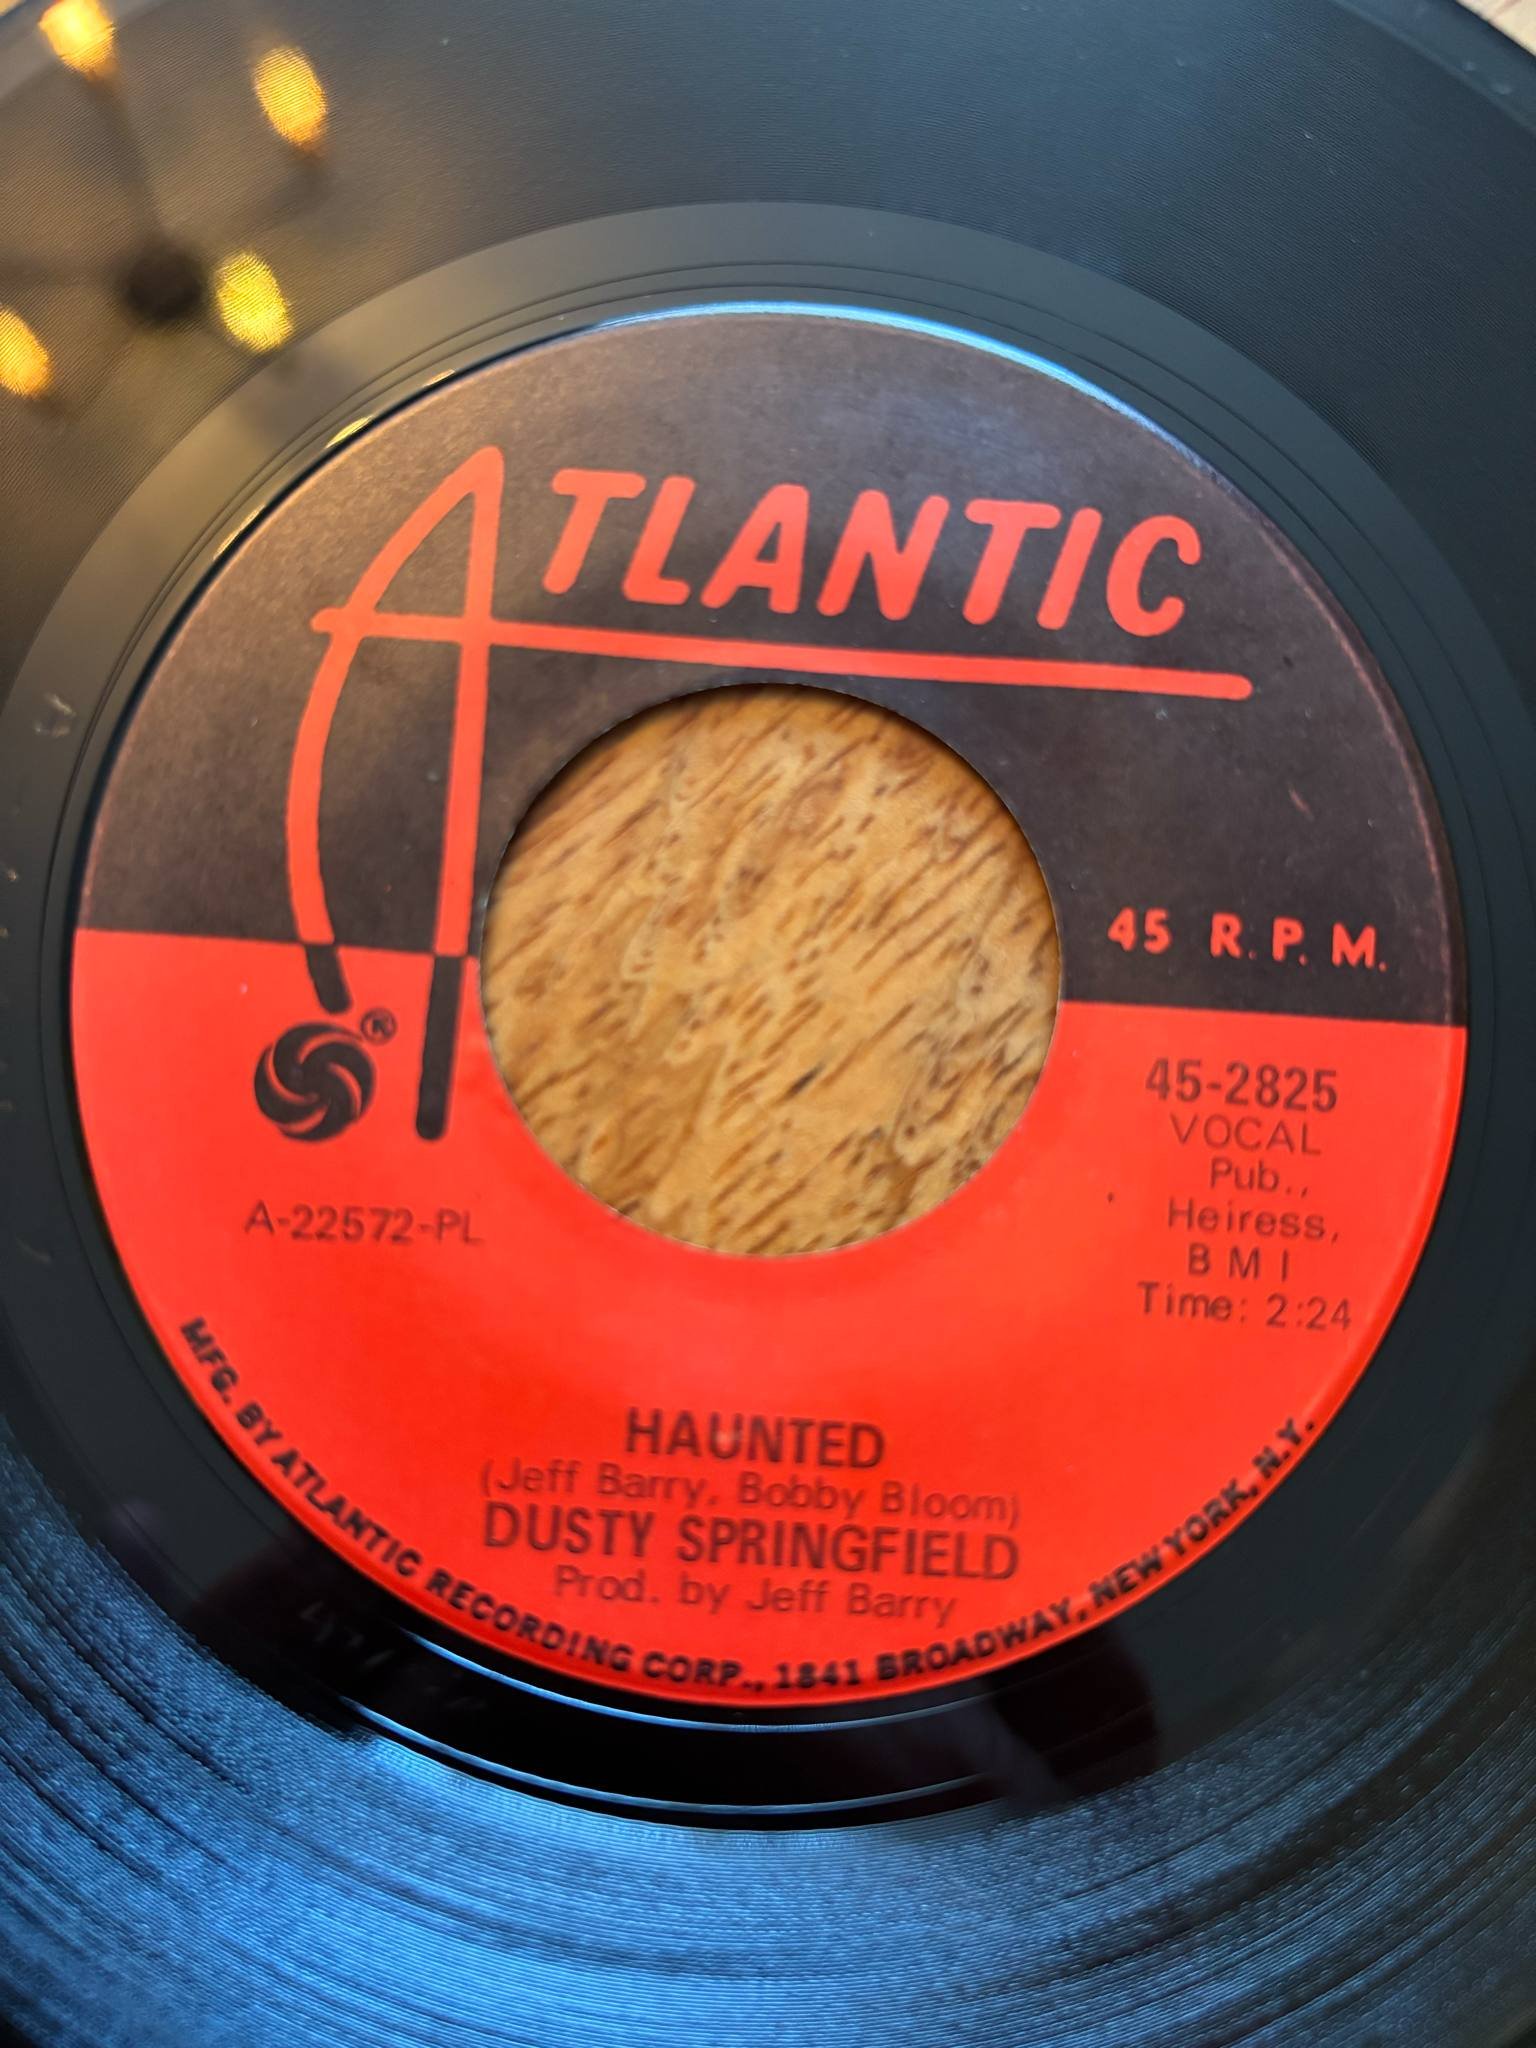 ATLANTIC
45 R.P.M.
®
45-2825
VOCAL
Pub.,
Heiress,
BMI
Time: 2:24
A-22572-PL
HAUNTED
(Jeff Barry, Bobby Bloom)
DUSTY SPRINGFIELD
Prod. by Jeff Barry
MFG. BY ATLANTIC RECORDING CORP., 1841 BROADWAY, NEW YORK, N.Y.